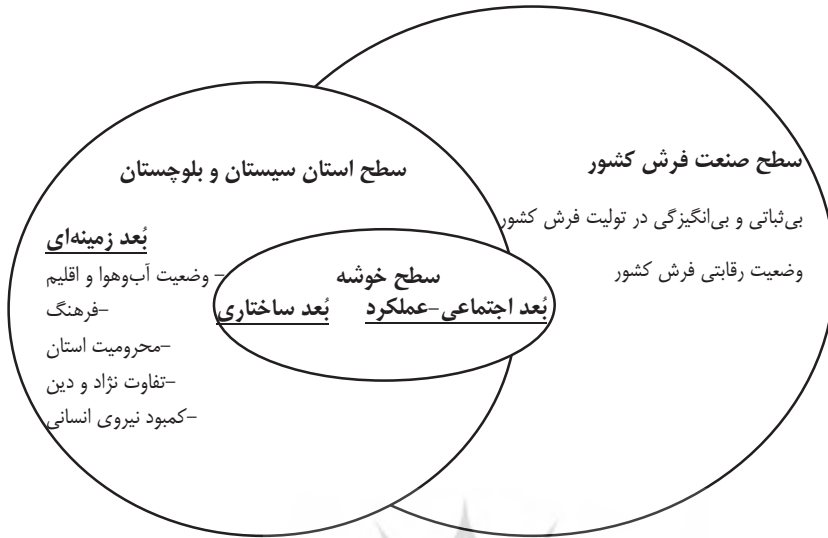 سطح صنعت فرش کشور
بی‌ثباتی و بی‌انگیزگی در تولیت فرش کشور
وضعیت رقابتی فرش کشور
سطح استان سیستان و بلوچستان
بُعد زمینه‌ای
- وضعیت آب‌وهوا و اقلیم
-فرهنگ
-محرومیت استان
-تفاوت نژاد و دین
-کمبود نیروی انسانی
سطح خوشه
بُعد اجتماعی-عملکرد بُعد ساختاری